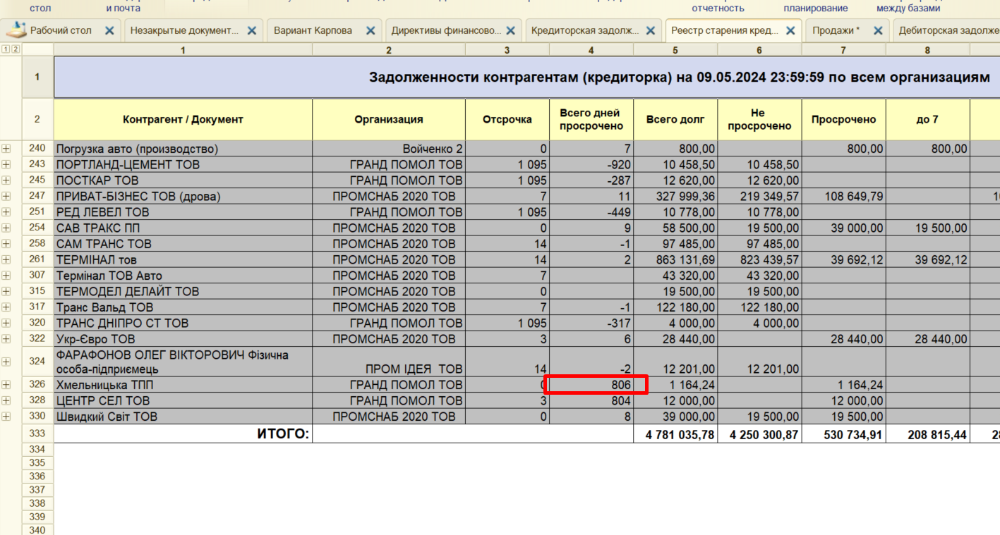 стол и почта отчетность планирование между базами
Рабочий стол Незакрытые документ... Вариант Карпова Директивы финансово... Кредиторская задолж... Реестр старения кред... Продажи * Дебиторская задолже
1 2 1 2 3 4 5 6 7 8
1 Задолженности контрагентам (кредиторка) на 09.05.2024 23:59:59 по всем организациям
2 Контрагент / Документ Организация Отсрочка Всего дней просрочено Всего долг Не просрочено Просрочено до 7
240 Погрузка авто (производство) Войченко 2 0 7 800,00 800,00 800,00
243 ПОРТЛАНД-ЦЕМЕНТ ТОВ ГРАНД ПОМОЛ ТОВ 1 095 -920 10 458,50 10 458,50
245 ПОСТКАР ТОВ ГРАНД ПОМОЛ ТОВ 1 095 -287 12 620,00 12 620,00
247 ПРИВАТ-БІЗНЕС ТОВ (дрова) ПРОМСНАБ 2020 ТОВ 7 11 327 999,36 219 349,57 108 649,79
251 РЕД ЛЕВЕЛ ТОВ ГРАНД ПОМОЛ ТОВ 1 095 -449 10 778,00 10 778,00
254 САВ ТРАКС ПП ПРОМСНАБ 2020 ТОВ 0 9 58 500,00 19 500,00 39 000,00 19 500,00
258 САМ ТРАНС ТОВ ПРОМСНАБ 2020 ТОВ 14 -1 97 485,00 97 485,00
261 ТЕРМІНАЛ тов ПРОМСНАБ 2020 ТОВ 14 2 863 131,69 823 439,57 39 692,12 39 692,12
307 Термінал ТОВ Авто ПРОМСНАБ 2020 ТОВ 7 43 320,00 43 320,00
315 ТЕРМОДЕЛ ДЕЛАЙТ ТОВ ПРОМСНАБ 2020 ТОВ 0 19 500,00 19 500,00
317 Транс Вальд ТОВ ПРОМСНАБ 2020 ТОВ 7 -1 122 180,00 122 180,00
320 ТРАНС ДНІПРО СТ ТОВ ГРАНД ПОМОЛ ТОВ 1 095 -317 4 000,00 4 000,00
322 Укр-Євро ТОВ ПРОМСНАБ 2020 ТОВ 3 6 28 440,00 28 440,00 28 440,00
324 ФАРАФОНОВ ОЛЕГ ВІКТОРОВИЧ Фізична
особа-підприємець ПРОМ ІДЕЯ ТОВ 14 -2 12 201,00 12 201,00
326 Хмельницька ТПП ГРАНД ПОМОЛ ТОВ 0 806 1 164,24 1 164,24
328 ЦЕНТР СЕЛ ТОВ ГРАНД ПОМОЛ ТОВ 3 804 12 000,00 12 000,00
330 Швидкий Світ ТОВ ПРОМСНАБ 2020 ТОВ 0 8 39 000,00 19 500,00 19 500,00
333 ИТОГО: 4 781 035,78 4 250 300,87 530 734,91 208 815,44
334
335
336
337
338
339
340